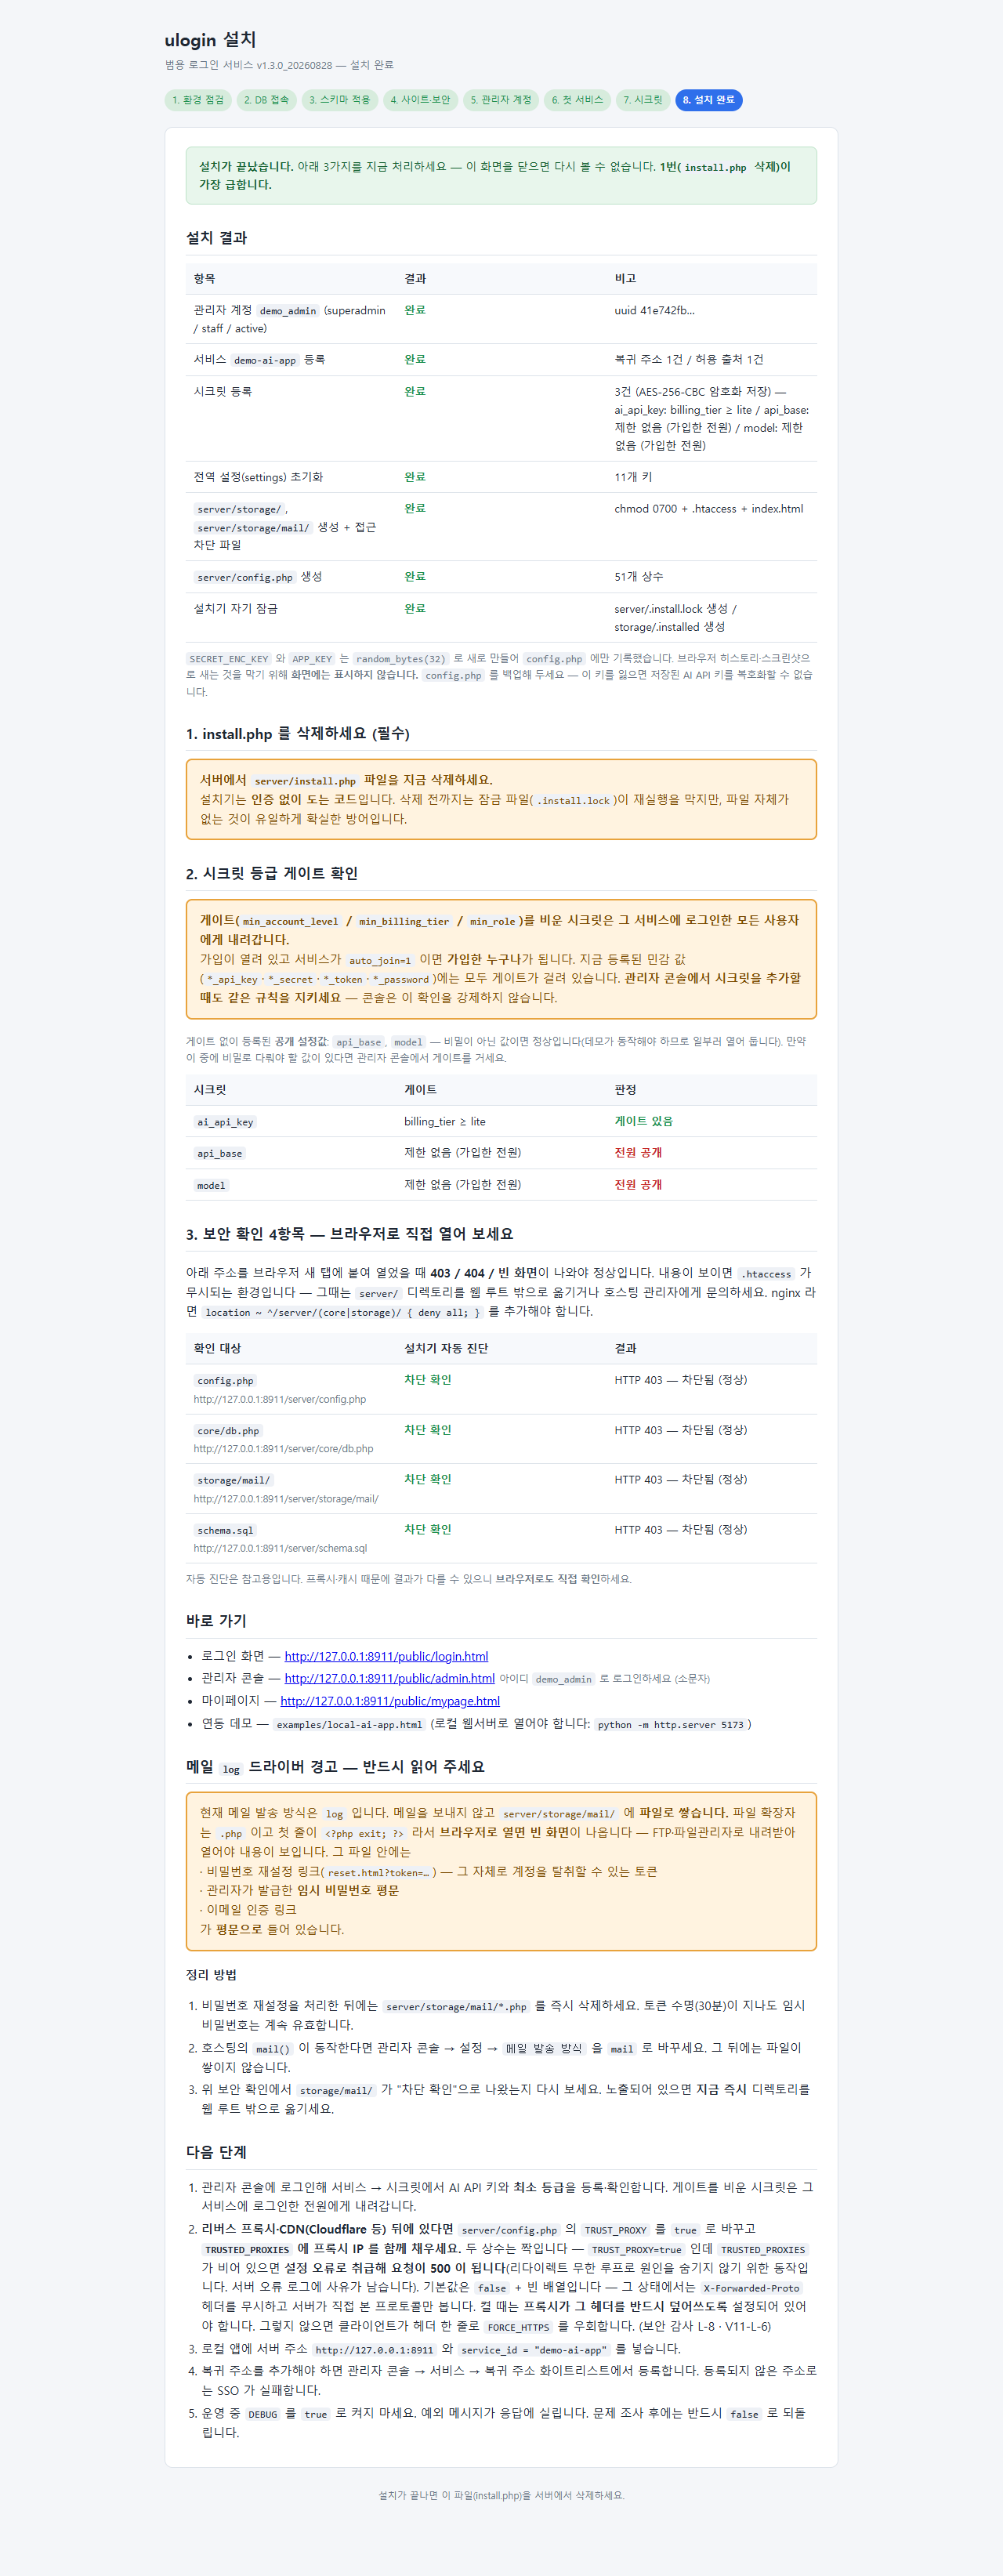 ulogin 설치
범용 로그인 서비스 v1.3.0_20260828 — 설치 완료
1. 환경 점검 2. DB 접속 3. 스키마 적용 4. 사이트·보안 5. 관리자 계정 6. 첫 서비스 7. 시크릿 8. 설치 완료
설치가 끝났습니다. 아래 3가지를 지금 처리하세요 — 이 화면을 닫으면 다시 볼 수 없습니다. 1번( install.php 삭제)이
가장 급합니다.
설치 결과
항목 결과 비고
관리자 계정 demo_admin (superadmin
/ staff / active)
완료
uuid 41e742fb…
서비스 demo-ai-app 등록 완료 복귀 주소 1건 / 허용 출처 1건
시크릿 등록 완료
3건 (AES-256-CBC 암호화 저장) —
ai_api_key: billing_tier ≥ lite / api_base:
제한 없음 (가입한 전원) / model: 제한
없음 (가입한 전원)
전역 설정(settings) 초기화 완료 11개 키
server/storage/ ,
server/storage/mail/ 생성 + 접근
차단 파일
완료
chmod 0700 + .htaccess + index.html
server/config.php 생성 완료 51개 상수
설치기 자기 잠금 완료
server/.install.lock 생성 /
storage/.installed 생성
SECRET_ENC_KEY 와 APP_KEY 는 random_bytes(32) 로 새로 만들어 config.php 에만 기록했습니다. 브라우저 히스토리·스크린샷으
로 새는 것을 막기 위해 화면에는 표시하지 않습니다. config.php 를 백업해 두세요 — 이 키를 잃으면 저장된 AI API 키를 복호화할 수 없습
니다.
1. install.php 를 삭제하세요 (필수)
서버에서 server/install.php 파일을 지금 삭제하세요.
설치기는 인증 없이 도는 코드입니다. 삭제 전까지는 잠금 파일( .install.lock )이 재실행을 막지만, 파일 자체가
없는 것이 유일하게 확실한 방어입니다.
2. 시크릿 등급 게이트 확인
게이트( min_account_level / min_billing_tier / min_role )를 비운 시크릿은 그 서비스에 로그인한 모든 사용자
에게 내려갑니다.
가입이 열려 있고 서비스가 auto_join=1 이면 가입한 누구나가 됩니다. 지금 등록된 민감 값
( *_api_key · *_secret · *_token · *_password )에는 모두 게이트가 걸려 있습니다. 관리자 콘솔에서 시크릿을 추가할
때도 같은 규칙을 지키세요 — 콘솔은 이 확인을 강제하지 않습니다.
게이트 없이 등록된 공개 설정값: api_base , model — 비밀이 아닌 값이면 정상입니다(데모가 동작해야 하므로 일부러 열어 둡니다). 만약
이 중에 비밀로 다뤄야 할 값이 있다면 관리자 콘솔에서 게이트를 거세요.
시크릿 게이트 판정
ai_api_key billing_tier ≥ lite 게이트 있음
api_base 제한 없음 (가입한 전원) 전원 공개
model 제한 없음 (가입한 전원) 전원 공개
3. 보안 확인 4항목 — 브라우저로 직접 열어 보세요
아래 주소를 브라우저 새 탭에 붙여 열었을 때 403 / 404 / 빈 화면이 나와야 정상입니다. 내용이 보이면 .htaccess 가
무시되는 환경입니다 — 그때는 server/ 디렉토리를 웹 루트 밖으로 옮기거나 호스팅 관리자에게 문의하세요. nginx 라
면 location ~ ^/server/(core|storage)/ { deny all; } 를 추가해야 합니다.
확인 대상 설치기 자동 진단 결과
config.php 차단 확인 HTTP 403 — 차단됨 (정상)
http://127.0.0.1:8911/server/config.php
core/db.php 차단 확인 HTTP 403 — 차단됨 (정상)
http://127.0.0.1:8911/server/core/db.php
storage/mail/ 차단 확인 HTTP 403 — 차단됨 (정상)
http://127.0.0.1:8911/server/storage/mail/
schema.sql 차단 확인 HTTP 403 — 차단됨 (정상)
http://127.0.0.1:8911/server/schema.sql
자동 진단은 참고용입니다. 프록시·캐시 때문에 결과가 다를 수 있으니 브라우저로도 직접 확인하세요.
바로 가기
• 로그인 화면 — http://127.0.0.1:8911/public/login.html
• 관리자 콘솔 — http://127.0.0.1:8911/public/admin.html 아이디 demo_admin 로 로그인하세요 (소문자)
• 마이페이지 — http://127.0.0.1:8911/public/mypage.html
• 연동 데모 — examples/local-ai-app.html (로컬 웹서버로 열어야 합니다: python -m http.server 5173 )
메일 log 드라이버 경고 — 반드시 읽어 주세요
현재 메일 발송 방식은 log 입니다. 메일을 보내지 않고 server/storage/mail/ 에 파일로 쌓습니다. 파일 확장자
는 .php 이고 첫 줄이 <?php exit; ?> 라서 브라우저로 열면 빈 화면이 나옵니다 — FTP·파일관리자로 내려받아
열어야 내용이 보입니다. 그 파일 안에는
· 비밀번호 재설정 링크( reset.html?token=… ) — 그 자체로 계정을 탈취할 수 있는 토큰
· 관리자가 발급한 임시 비밀번호 평문
· 이메일 인증 링크
가 평문으로 들어 있습니다.
정리 방법
1. 비밀번호 재설정을 처리한 뒤에는 server/storage/mail/*.php 를 즉시 삭제하세요. 토큰 수명(30분)이 지나도 임시
비밀번호는 계속 유효합니다.
2. 호스팅의 mail() 이 동작한다면 관리자 콘솔 → 설정 → 메일 발송 방식 을 mail 로 바꾸세요. 그 뒤에는 파일이
쌓이지 않습니다.
3. 위 보안 확인에서 storage/mail/ 가 "차단 확인"으로 나왔는지 다시 보세요. 노출되어 있으면 지금 즉시 디렉토리를
웹 루트 밖으로 옮기세요.
다음 단계
1. 관리자 콘솔에 로그인해 서비스 → 시크릿에서 AI API 키와 최소 등급을 등록·확인합니다. 게이트를 비운 시크릿은 그
서비스에 로그인한 전원에게 내려갑니다.
2. 리버스 프록시·CDN(Cloudflare 등) 뒤에 있다면 server/config.php 의 TRUST_PROXY 를 true 로 바꾸고
TRUSTED_PROXIES 에 프록시 IP 를 함께 채우세요. 두 상수는 짝입니다 — TRUST_PROXY=true 인데 TRUSTED_PROXIES
가 비어 있으면 설정 오류로 취급해 요청이 500 이 됩니다(리다이렉트 무한 루프로 원인을 숨기지 않기 위한 동작입
니다. 서버 오류 로그에 사유가 남습니다). 기본값은 false + 빈 배열입니다 — 그 상태에서는 X-Forwarded-Proto
헤더를 무시하고 서버가 직접 본 프로토콜만 봅니다. 켤 때는 프록시가 그 헤더를 반드시 덮어쓰도록 설정되어 있어
야 합니다. 그렇지 않으면 클라이언트가 헤더 한 줄로 FORCE_HTTPS 를 우회합니다. (보안 감사 L-8 · V11-L-6)
3. 로컬 앱에 서버 주소 http://127.0.0.1:8911 와 service_id = "demo-ai-app" 를 넣습니다.
4. 복귀 주소를 추가해야 하면 관리자 콘솔 → 서비스 → 복귀 주소 화이트리스트에서 등록합니다. 등록되지 않은 주소로
는 SSO 가 실패합니다.
5. 운영 중 DEBUG 를 true 로 켜지 마세요. 예외 메시지가 응답에 실립니다. 문제 조사 후에는 반드시 false 로 되돌
립니다.
설치가 끝나면 이 파일(install.php)을 서버에서 삭제하세요.